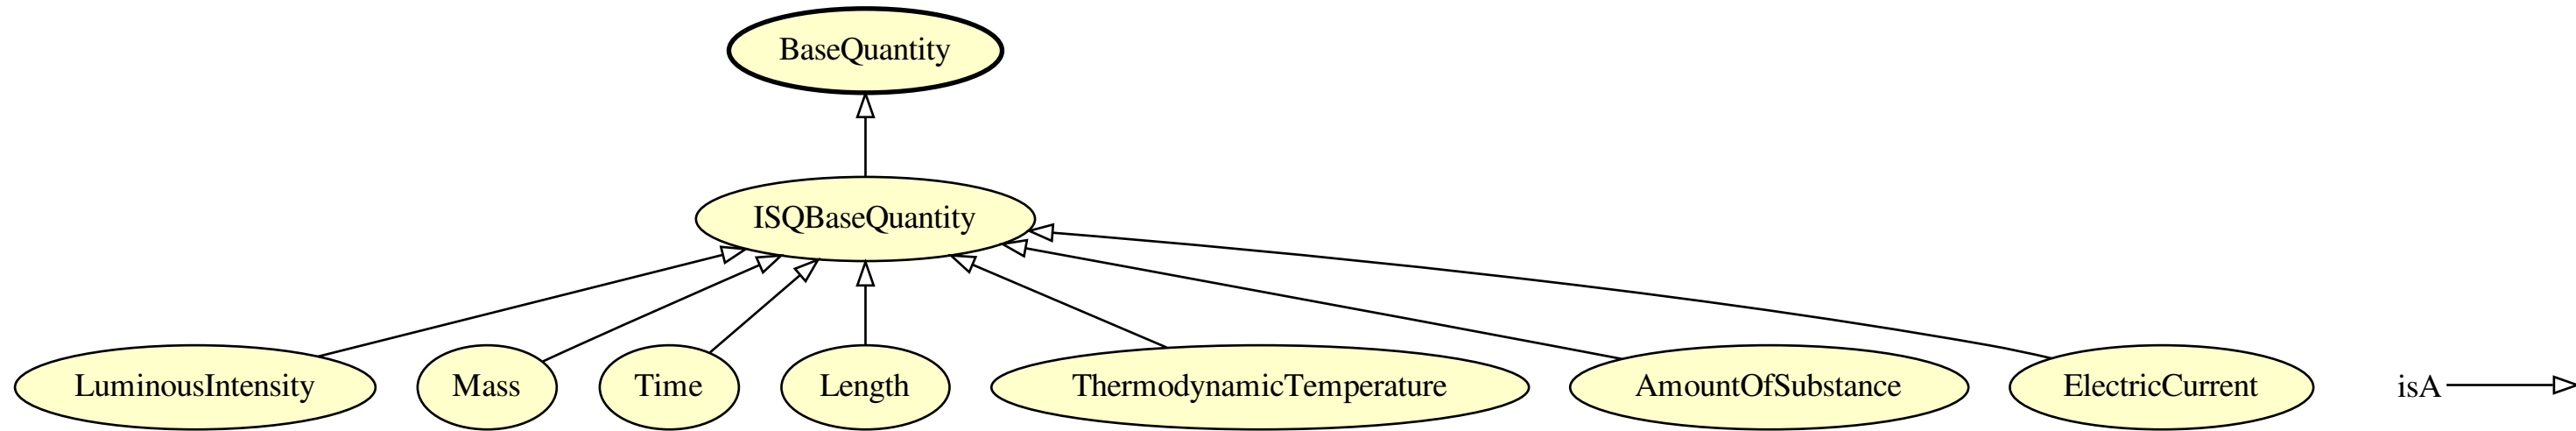 BaseQuantity
ISQBaseQuantity
LuminousIntensity
Mass
Time
Length
ThermodynamicTemperature
AmountOfSubstance
ElectricCurrent
isA